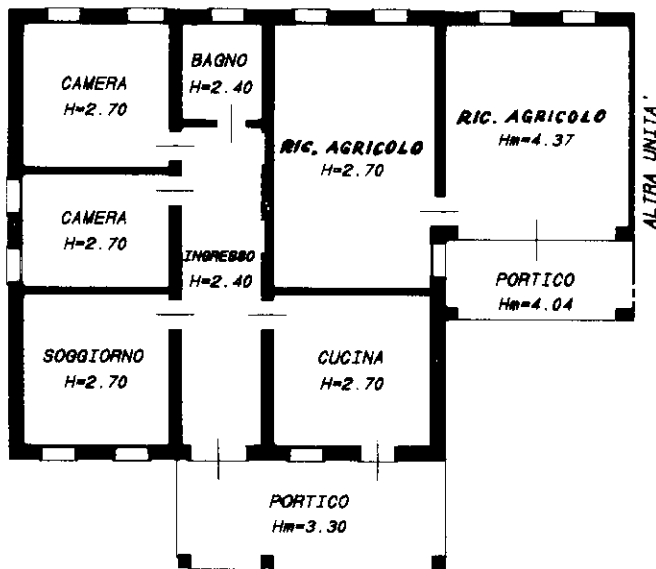 CAMERA
H=2.70
BAGNO
H=2.40
RIC. AGRICOLO
H=2.70
RIC. AGRICOLO
Hm=4.37
ALTRA UNITA'
CAMERA
H=2.70
INGRESSO
H=2.40
PORTICO
Hm=4.04
SOGGIORNO
H=2.70
CUCINA
H=2.70
PORTICO
Hm=3.30